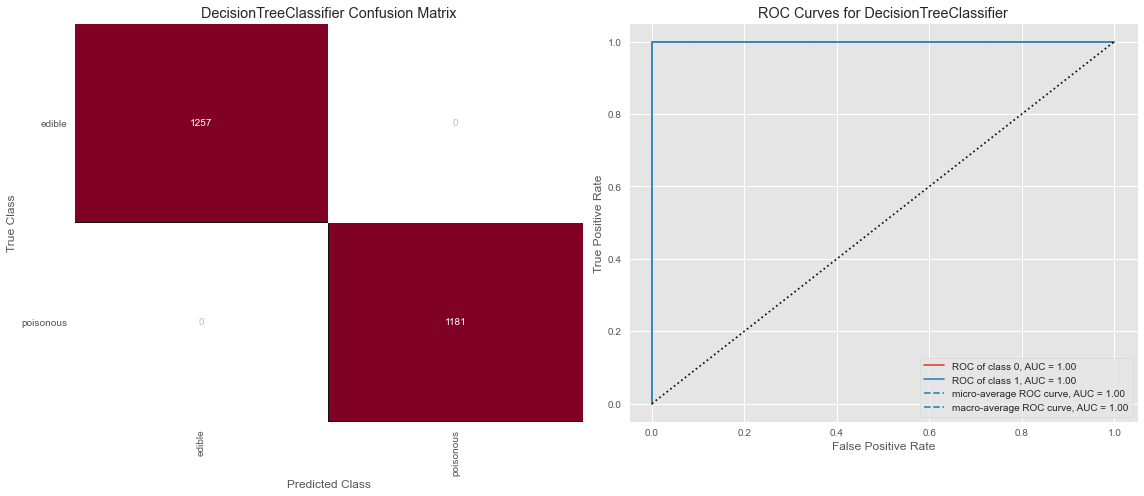 DecisionTreeClassifier Confusion Matrix
True Class
edible
poisonous
1257
0
0
1181
edible
poisonous
Predicted Class
ROC Curves for DecisionTreeClassifier
True Positive Rate
1.0
0.8
0.6
0.4
0.2
0.0
ROC of class 0, AUC = 1.00
ROC of class 1, AUC = 1.00
micro-average ROC curve, AUC = 1.00
macro-average ROC curve, AUC = 1.00
0.0
0.2
0.4
0.6
0.8
1.0
False Positive Rate